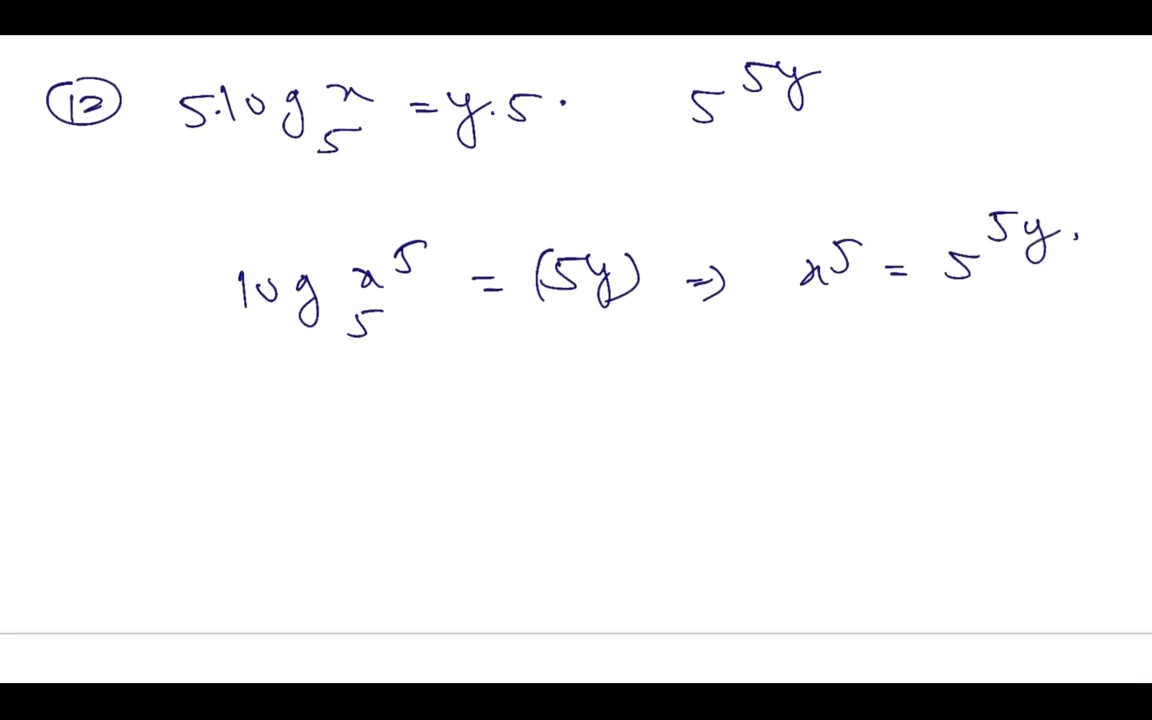 (12) 5·log₅ x = y·5· 5^5y
log₅ x⁵ = (5y) ⇒ x⁵ = 5^5y.